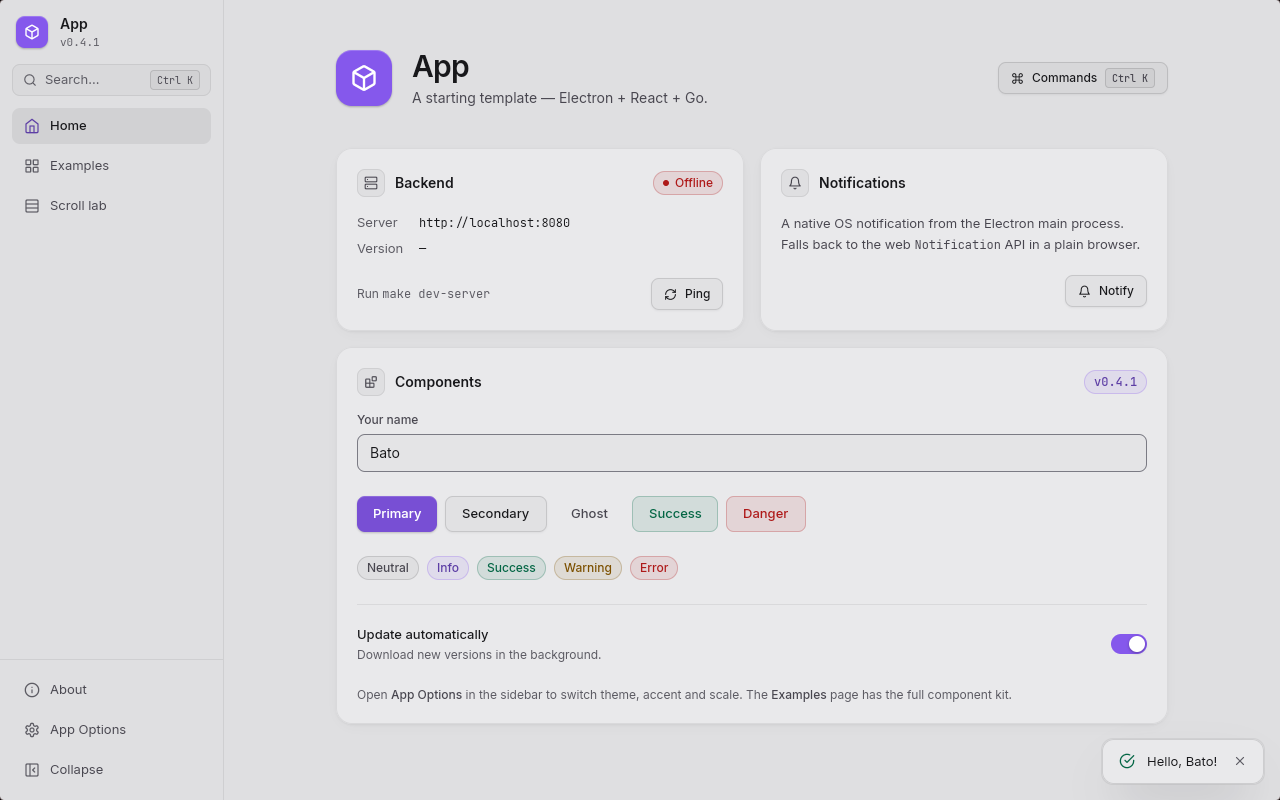 App
v0.4.1
Search...
Ctrl K
Home
Examples
Scroll lab
About
App Options
Collapse
App
A starting template — Electron + React + Go.
Commands Ctrl K
Backend
Offline
Server http://localhost:8080
Version —
Run make dev-server
Ping
Notifications
A native OS notification from the Electron main process.
Falls back to the web Notification API in a plain browser.
Notify
Components
v0.4.1
Your name
Bato
Primary Secondary Ghost Success Danger
Neutral Info Success Warning Error
Update automatically
Download new versions in the background.
Open App Options in the sidebar to switch theme, accent and scale. The Examples page has the full component kit.
Hello, Bato!